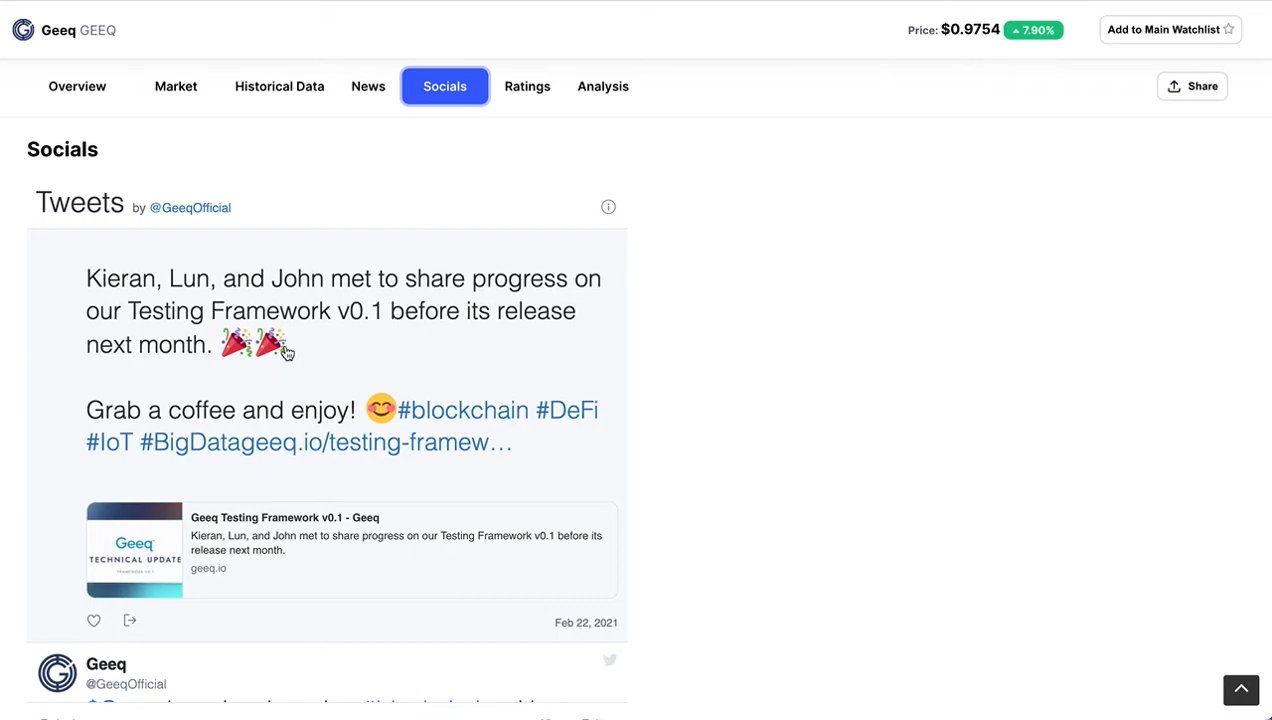 Geeq GEEQ
Price: $0.9754 7.90%
Add to Main Watchlist
Overview
Market
Historical Data
News
Socials
Ratings
Analysis
Share
Socials
Tweets by @GeeqOfficial
Kieran, Lun, and John met to share progress on
our Testing Framework v0.1 before its release
next month. 🎉🎉
Grab a coffee and enjoy! 😊#blockchain #DeFi
#IoT #BigDatageeq.io/testing-framew…
Geeq
TECHNICAL UPDATE
Geeq Testing Framework v0.1 - Geeq
Kieran, Lun, and John met to share progress on our Testing Framework v0.1 before its
release next month.
geeq.io
Feb 22, 2021
Geeq
@GeeqOfficial